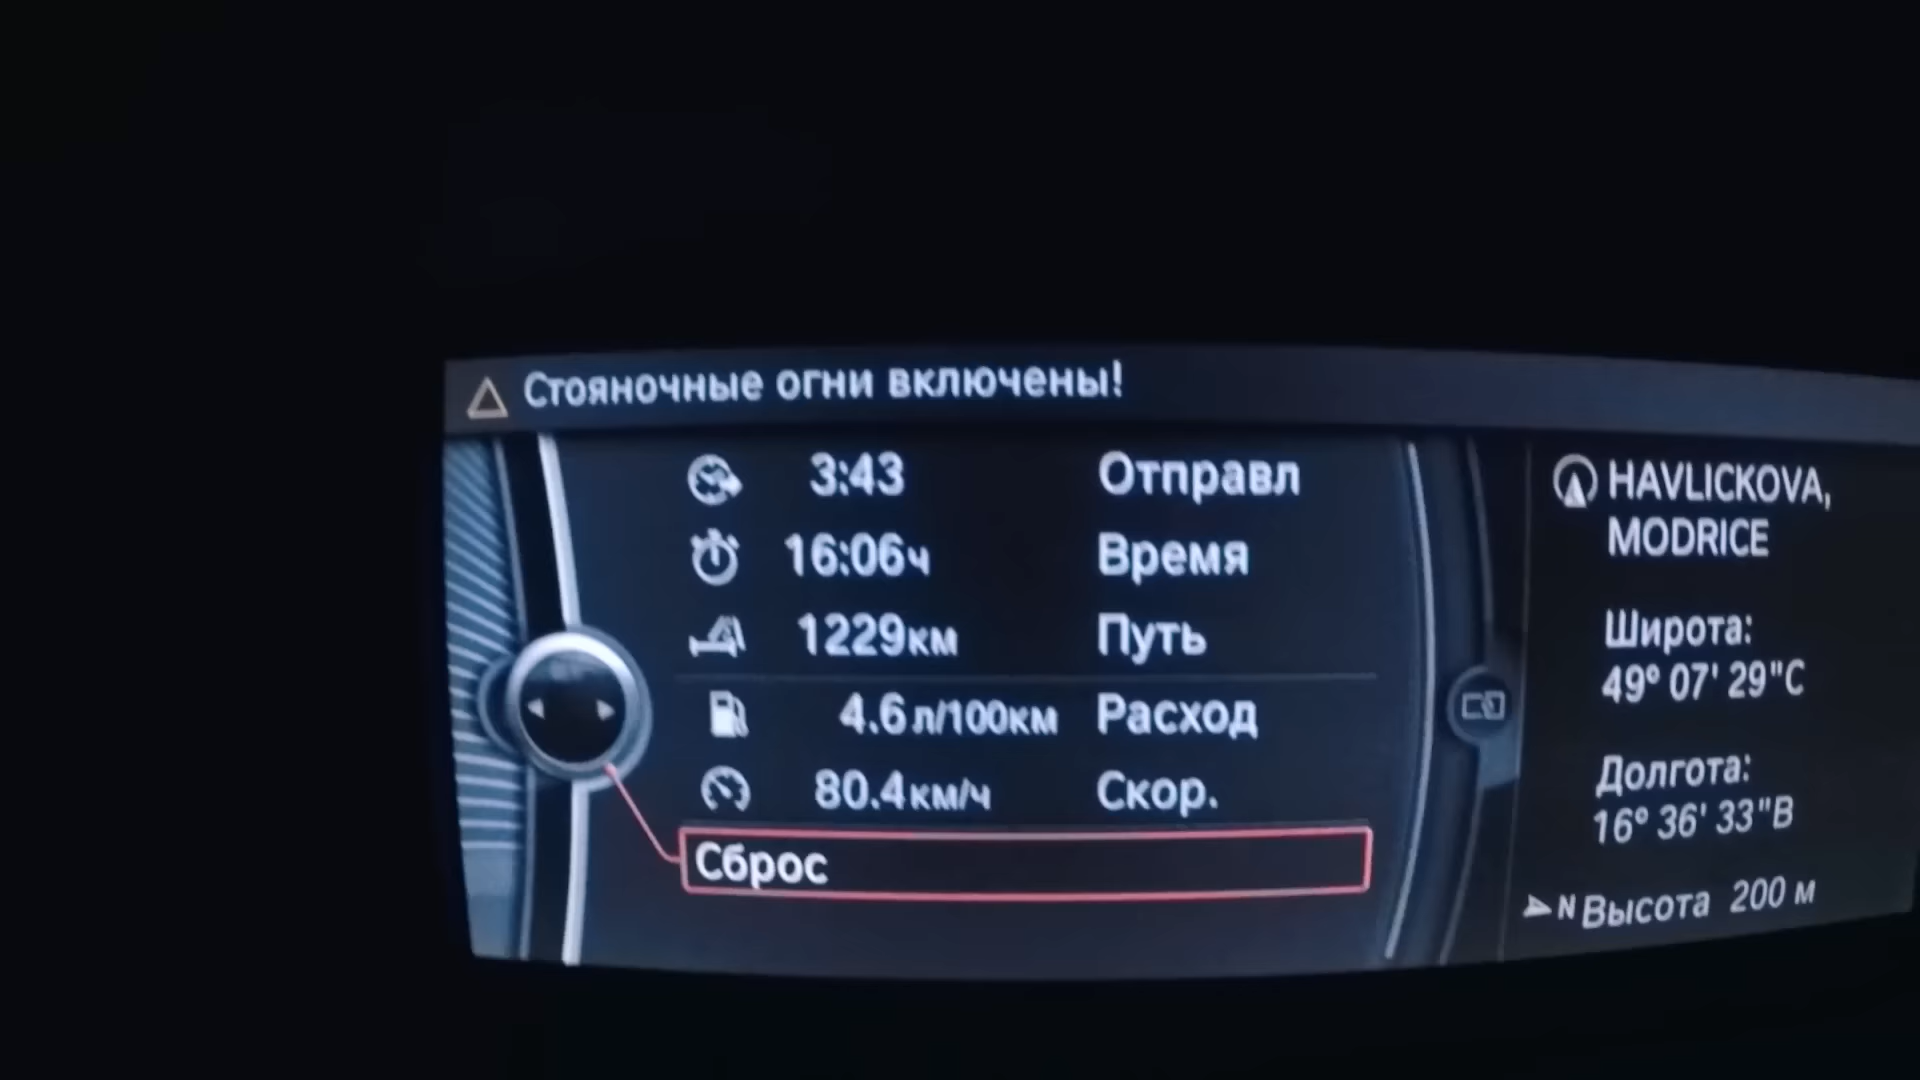 Стояночные огни включены!
3:43 Отправл
16:06ч Время
1229км Путь
4.6 л/100км Расход
80.4км/ч Скор.
Сброс
HAVLICKOVA,
MODRICE
Широта:
49° 07' 29"С
Долгота:
16° 36' 33"В
N Высота 200 м